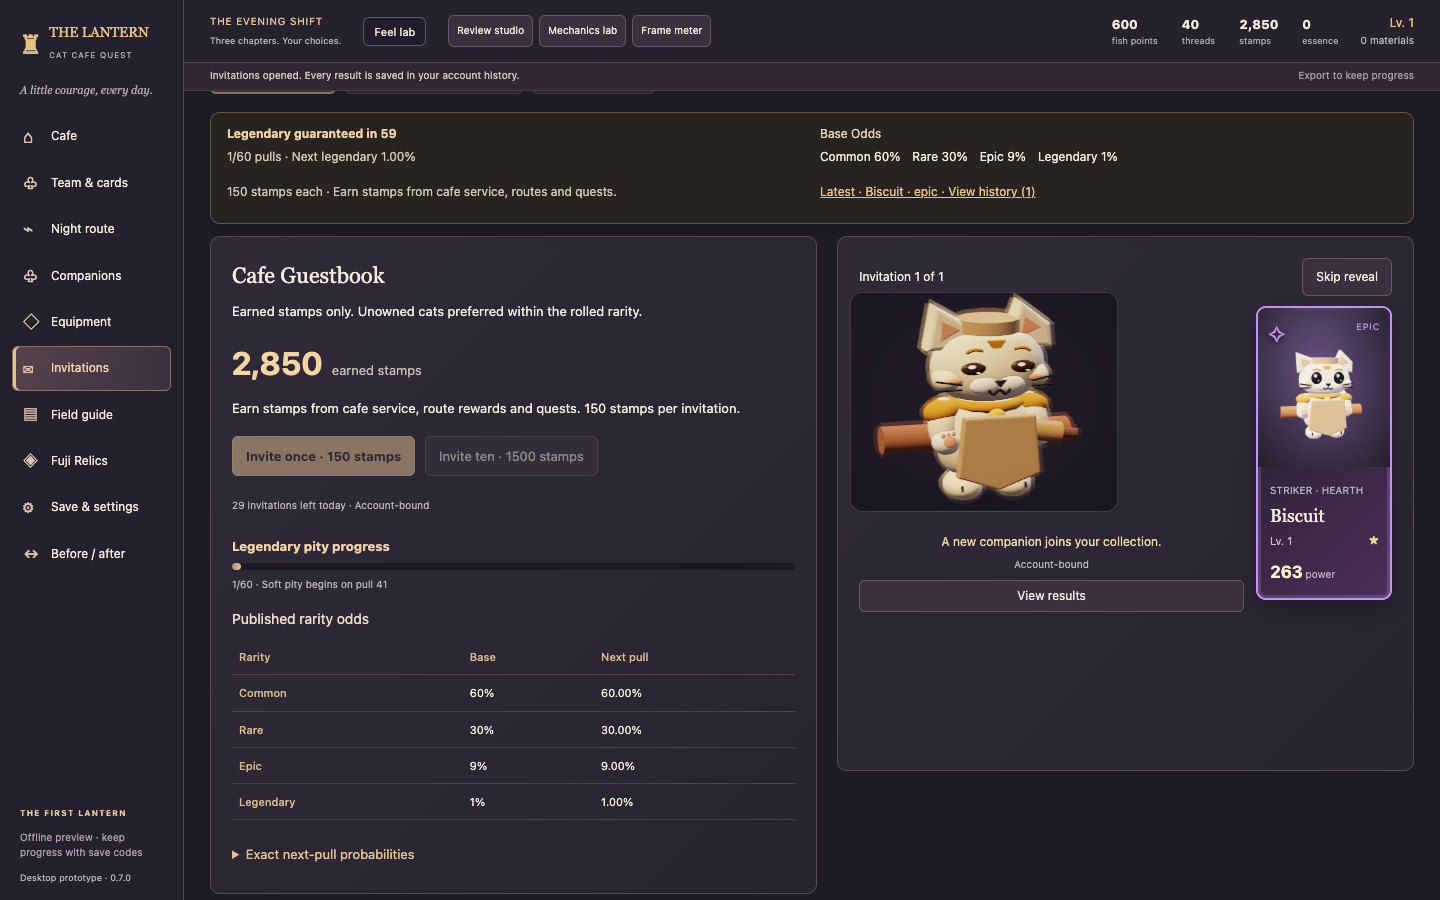 THE LANTERN
CAT CAFE QUEST
A little courage, every day.
Cafe
Team & cards
Night route
Companions
Equipment
Invitations
Field guide
Fuji Relics
Save & settings
Before / after
THE FIRST LANTERN
Offline preview · keep
progress with save codes
Desktop prototype · 0.7.0
THE EVENING SHIFT
Three chapters. Your choices.
Feel lab
Review studio
Mechanics lab
Frame meter
600
fish points
40
threads
2,850
stamps
0
essence
Lv. 1
0 materials
Invitations opened. Every result is saved in your account history.
Export to keep progress
Legendary guaranteed in 59
1/60 pulls · Next legendary 1.00%
150 stamps each · Earn stamps from cafe service, routes and quests.
Base Odds
Common 60% Rare 30% Epic 9% Legendary 1%
Latest · Biscuit · epic · View history (1)
Cafe Guestbook
Earned stamps only. Unowned cats preferred within the rolled rarity.
2,850 earned stamps
Earn stamps from cafe service, route rewards and quests. 150 stamps per invitation.
Invite once · 150 stamps
Invite ten · 1500 stamps
29 invitations left today · Account-bound
Legendary pity progress
1/60 · Soft pity begins on pull 41
Published rarity odds
Rarity Base Next pull
Common 60% 60.00%
Rare 30% 30.00%
Epic 9% 9.00%
Legendary 1% 1.00%
Exact next-pull probabilities
Invitation 1 of 1
Skip reveal
A new companion joins your collection.
Account-bound
View results
EPIC
STRIKER · HEARTH
Biscuit
Lv. 1
263 power